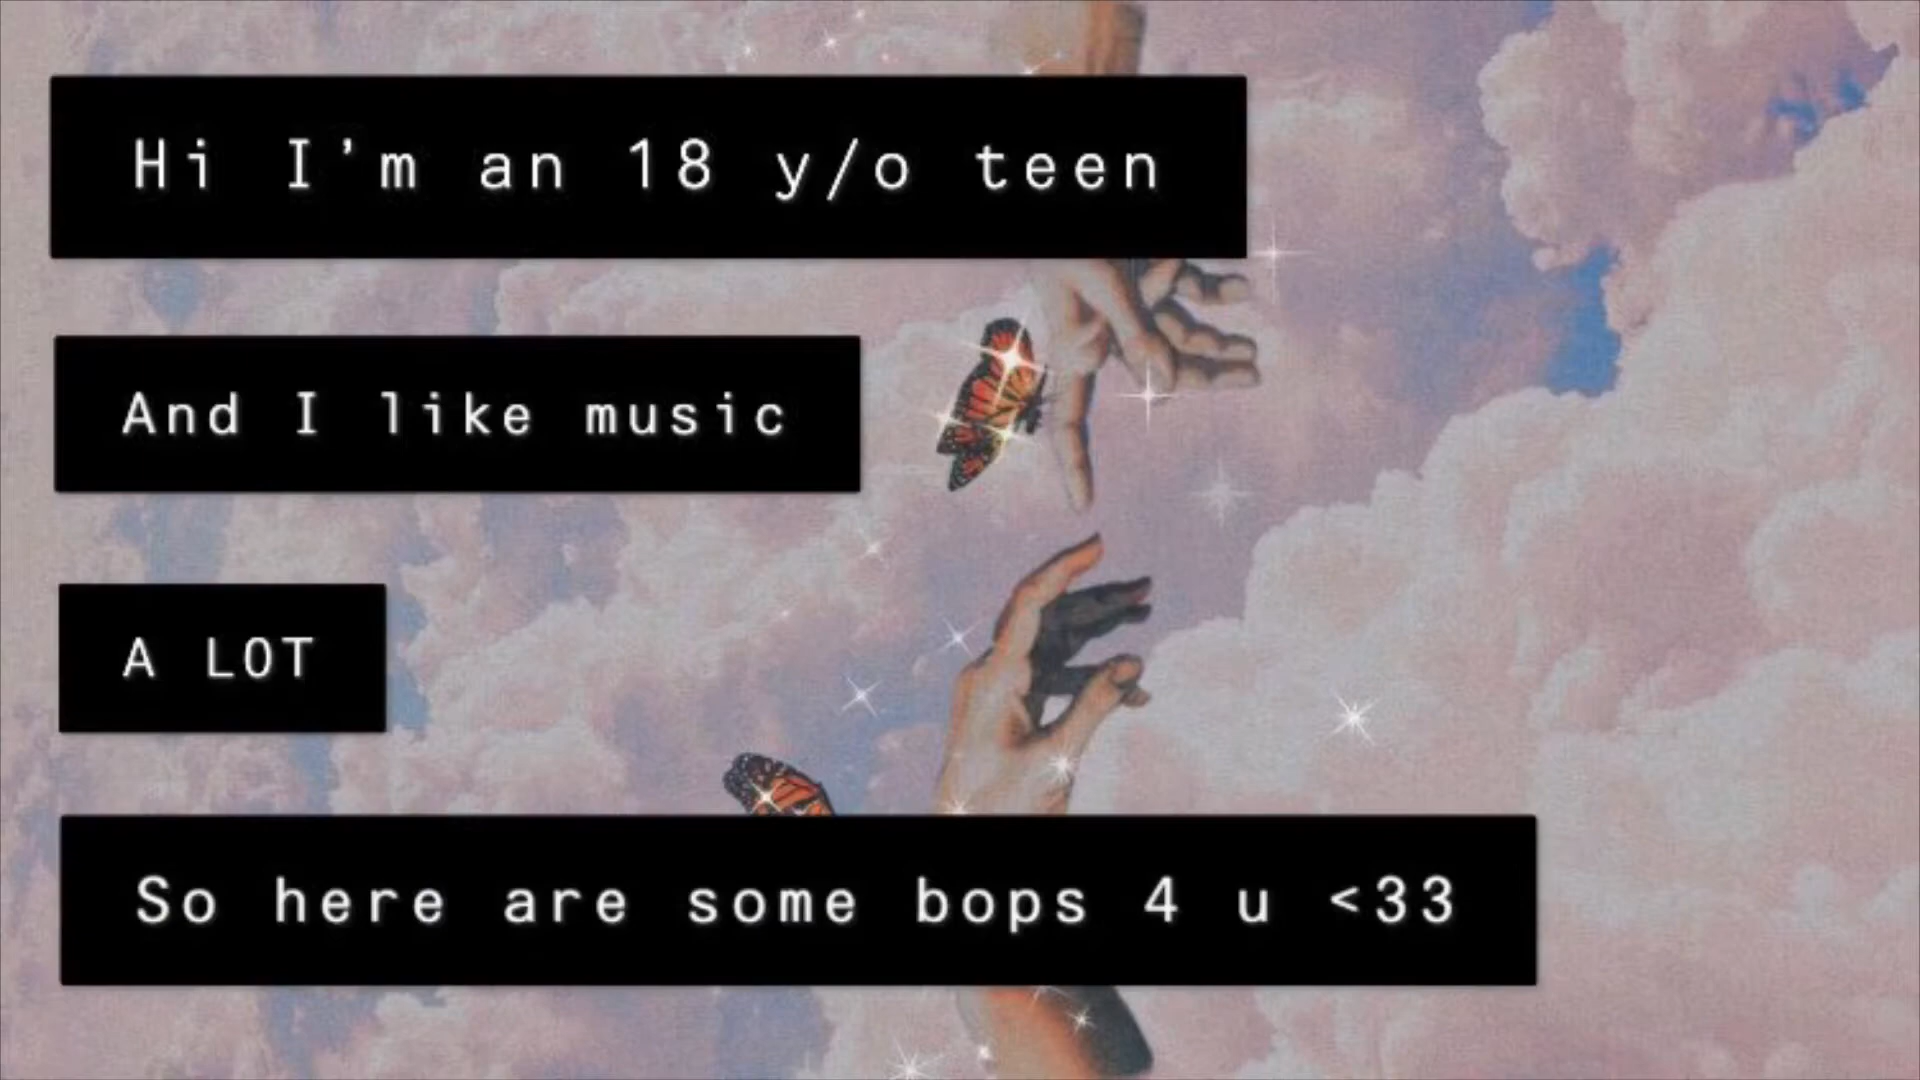 Hi I'm an 18 y/o teen
And I like music
A LOT
So here are some bops 4 u <33